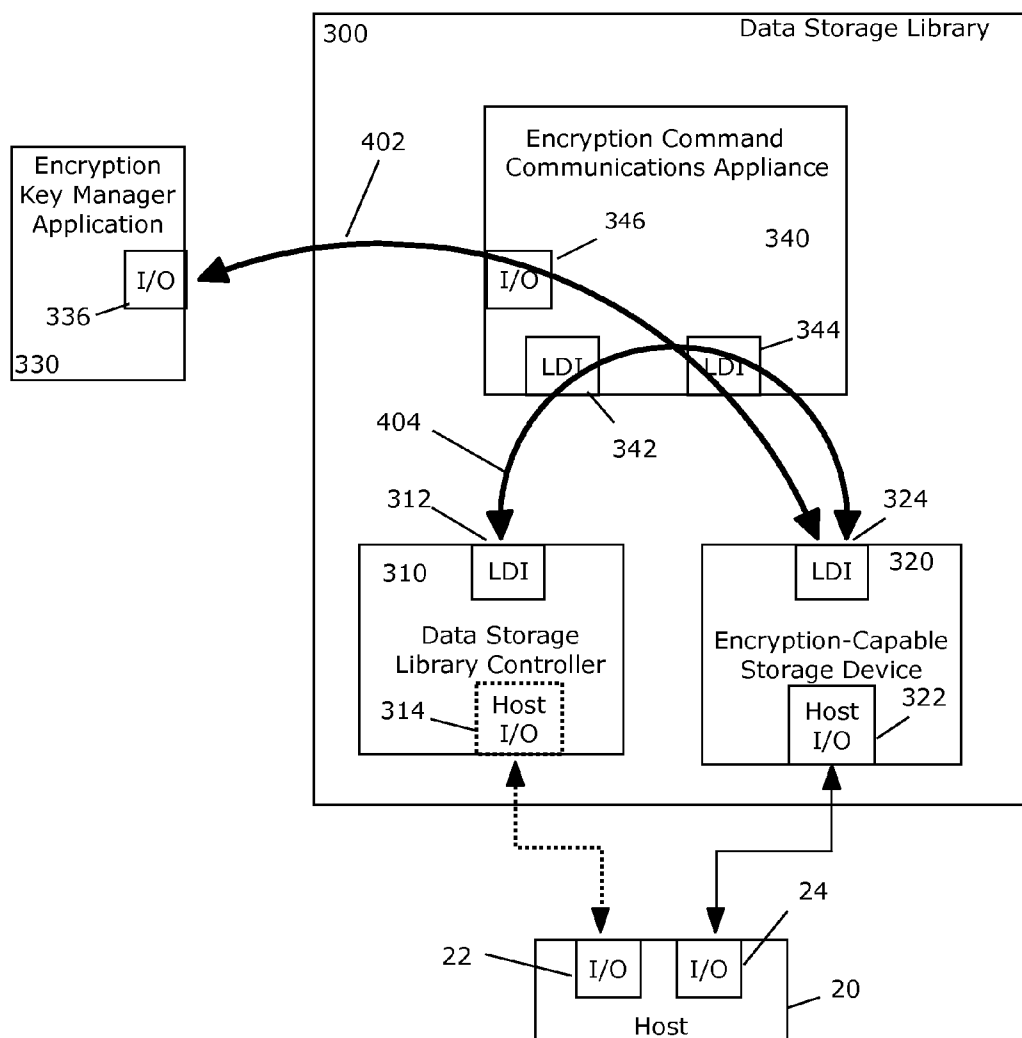 300
Data Storage Library
Encryption Command
Communications Appliance
402
Encryption
Key Manager
Application
346
340
I/O
I/O
336
344
330
LDI
LDI
404
342
312
324
310
LDI
LDI
320
Data Storage
Library Controller
Encryption-Capable
Storage Device
314
Host
I/O
Host
I/O
322
24
22
I/O
I/O
20
Host